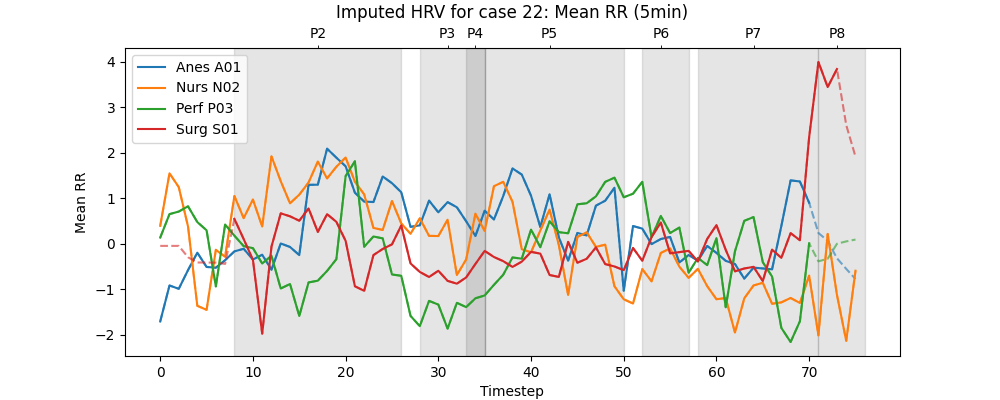 Imputed HRV for case 22: Mean RR (5min)
P2 P3 P4 P5 P6 P7 P8
Anes A01
Nurs N02
Perf P03
Surg S01
4
3
2
1
0
−1
−2
Mean RR
0 10 20 30 40 50 60 70
Timestep